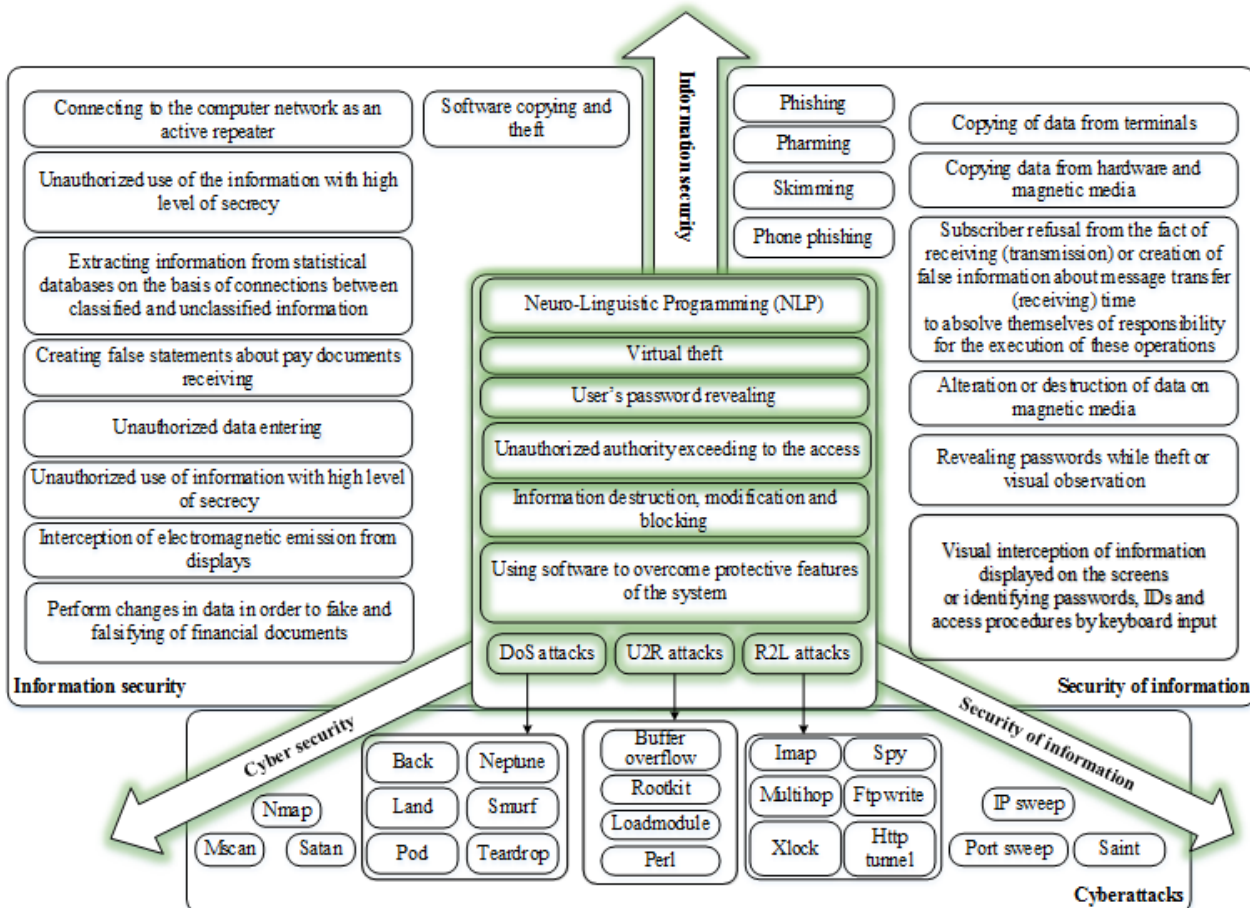 Information security
Connecting to the computer network as an
active repeater
Unauthorized use of the information with high
level of secrecy
Extracting information from statistical
databases on the basis of connections between
classified and unclassified information
Creating false statements about pay documents
receiving
Unauthorized data entering
Unauthorized use of information with high level
of secrecy
Interception of electromagnetic emission from
displays
Perform changes in data in order to fake and
falsifying of financial documents
Information security
Software copying and
theft
Phishing
Pharming
Skimming
Phone phishing
Copying of data from terminals
Copying data from hardware and
magnetic media
Subscriber refusal from the fact of
receiving (transmission) or creation of
false information about message transfer
(receiving) time
to absolve themselves of responsibility
for the execution of these operations
Alteration or destruction of data on
magnetic media
Revealing passwords while theft or
visual observation
Visual interception of information
displayed on the screens
or identifying passwords, IDs and
access procedures by keyboard input
Security of information
Neuro-Linguistic Programming (NLP)
Virtual theft
User's password revealing
Unauthorized authority exceeding to the access
Information destruction, modification and
blocking
Using software to overcome protective features
of the system
DoS attacks
U2R attacks
R2L attacks
Cyber security
Security of information
Nmap
Mscan
Satan
Back
Neptune
Land
Smurf
Pod
Teardrop
Buffer
overflow
Rootkit
Loadmodule
Perl
Imap
Spy
Multihop
Ftp write
Xlock
Http
tunnel
IP sweep
Port sweep
Saint
Cyberattacks